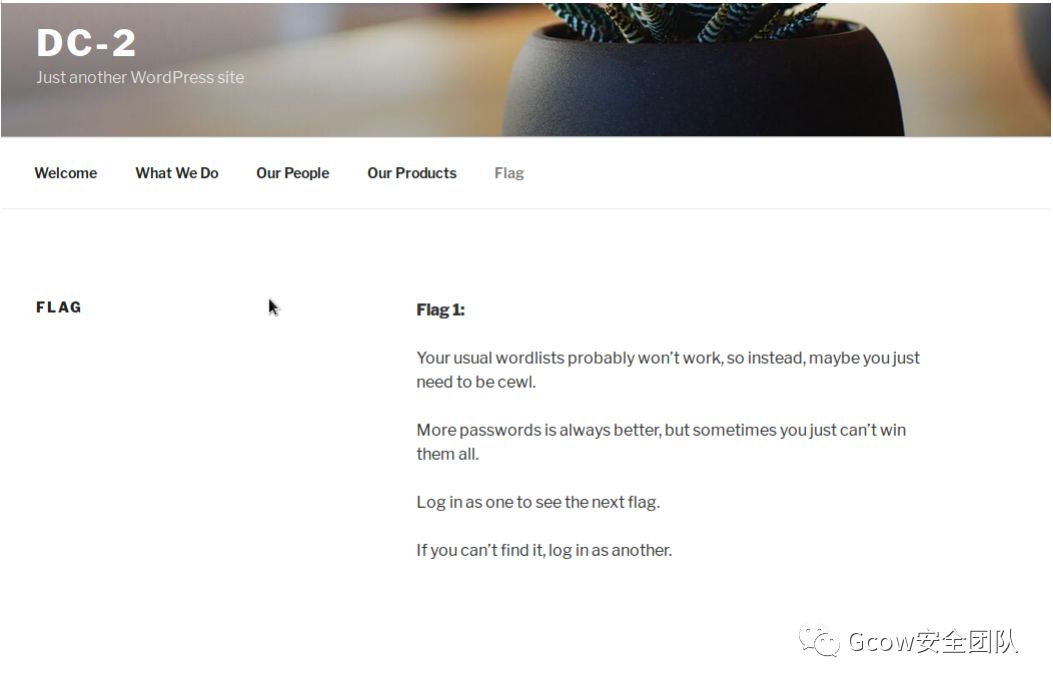 DC-2
Just another WordPress site
Welcome What We Do Our People Our Products Flag
FLAG
Flag 1:
Your usual wordlists probably won’t work, so instead, maybe you just
need to be cewl.
More passwords is always better, but sometimes you just can’t win
them all.
Log in as one to see the next flag.
If you can’t find it, log in as another.
Gcow安全团队